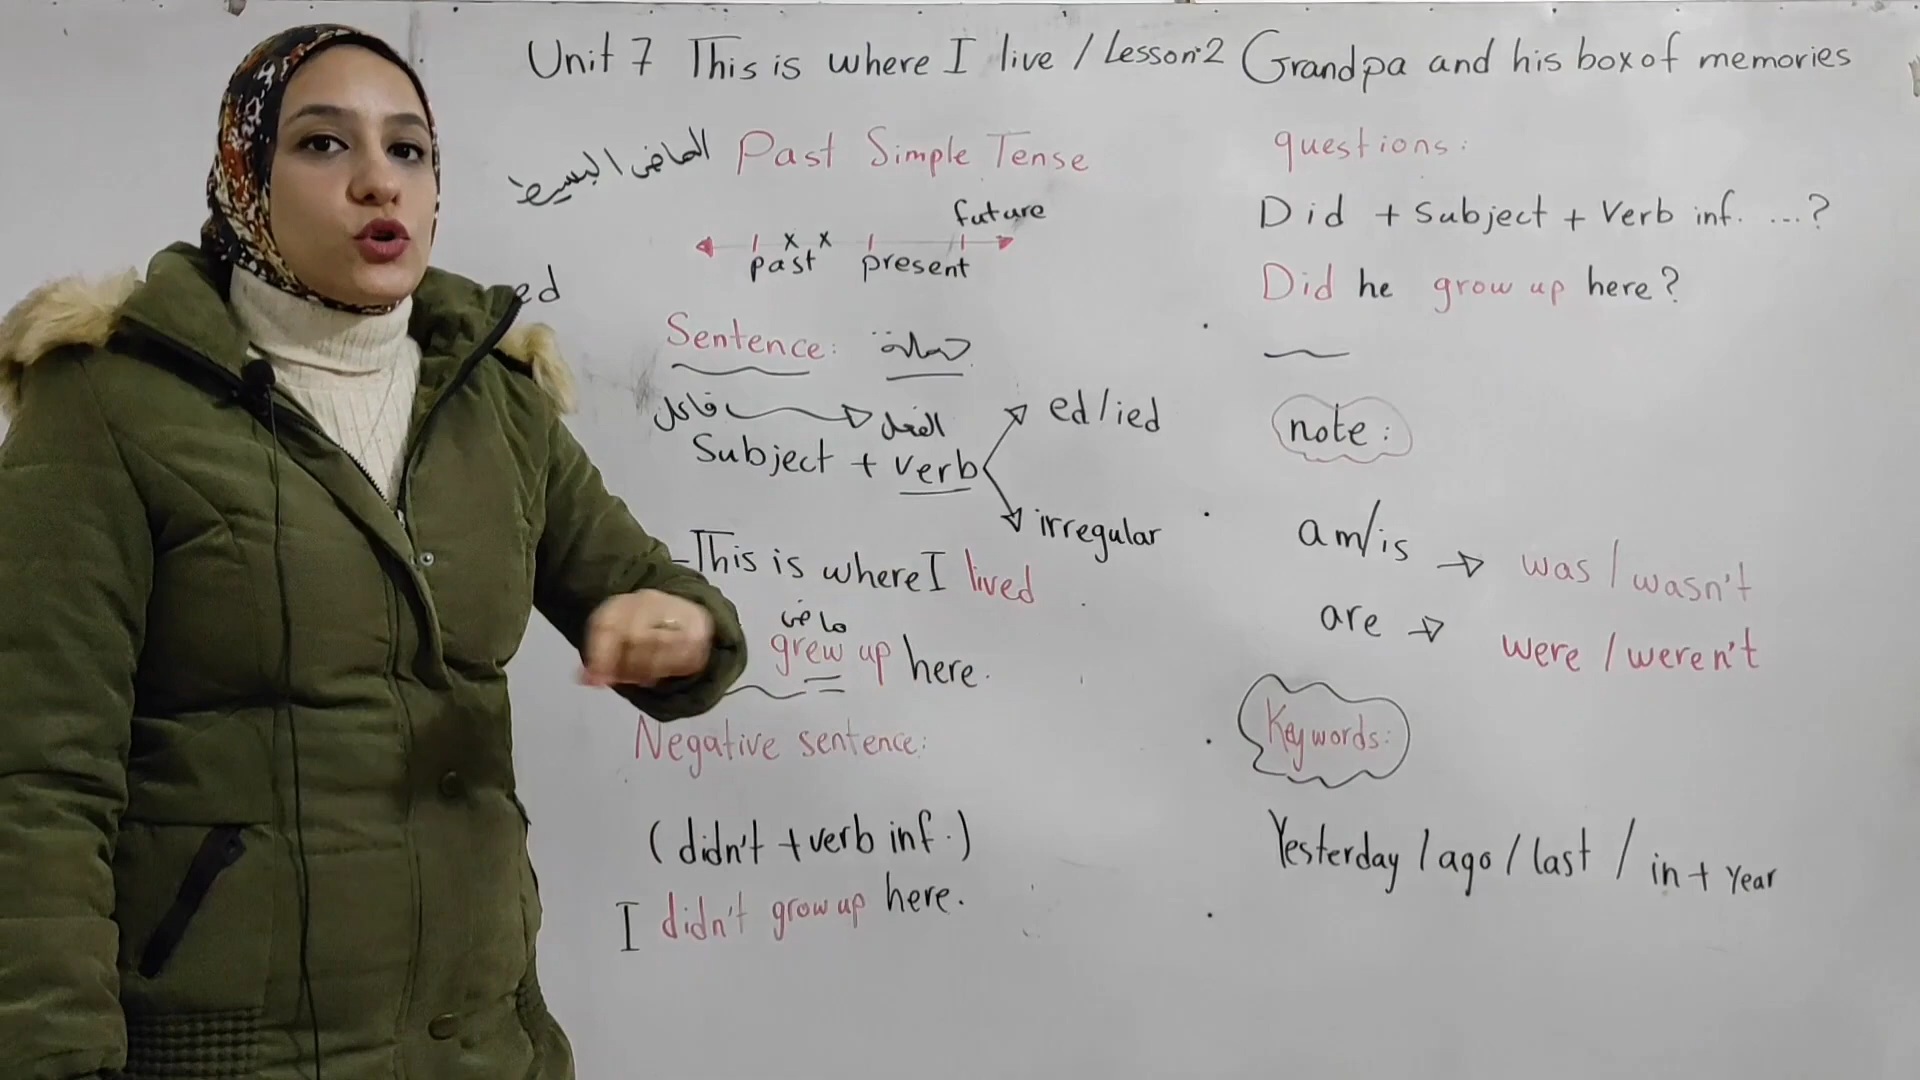 Unit 7 This is where I live / Lesson:2 Grandpa and his box of memories
الماضى البسيط Past Simple Tense
future
past present
ed
Sentence: جملة
فاعل الفعل
ed/ied
Subject + verb
irregular
-This is where I lived
ماضى
grew up here.
Negative sentence:
(didn't + verb inf.)
I didn't grow up here.
questions:
Did + Subject + Verb inf. ...?
Did he grow up here?
note:
am/is → was / wasn't
are → were / weren't
Keywords:
Yesterday / ago / last / in + Year